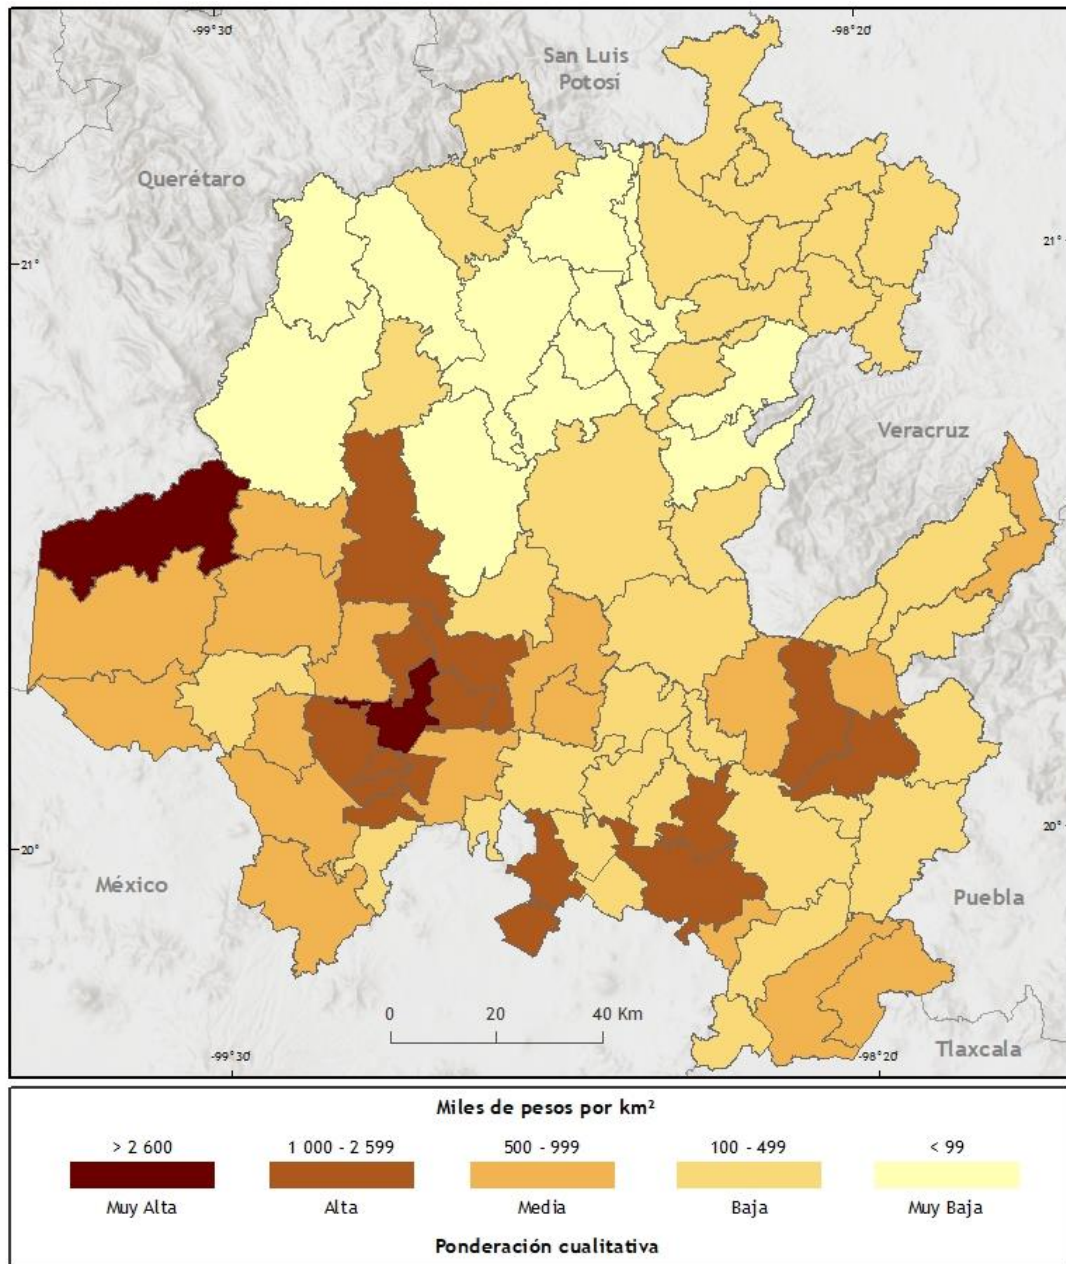 -99°30
-98°20
San Luis
Potosí
Querétaro
21°
21°
Veracruz
20°
20°
México
Puebla
0 20 40 Km
Tlaxcala
-99°30
-98°20
Miles de pesos por km²
> 2 600 1 000 - 2 599 500 - 999 100 - 499 < 99
Muy Alta Alta Media Baja Muy Baja
Ponderación cualitativa